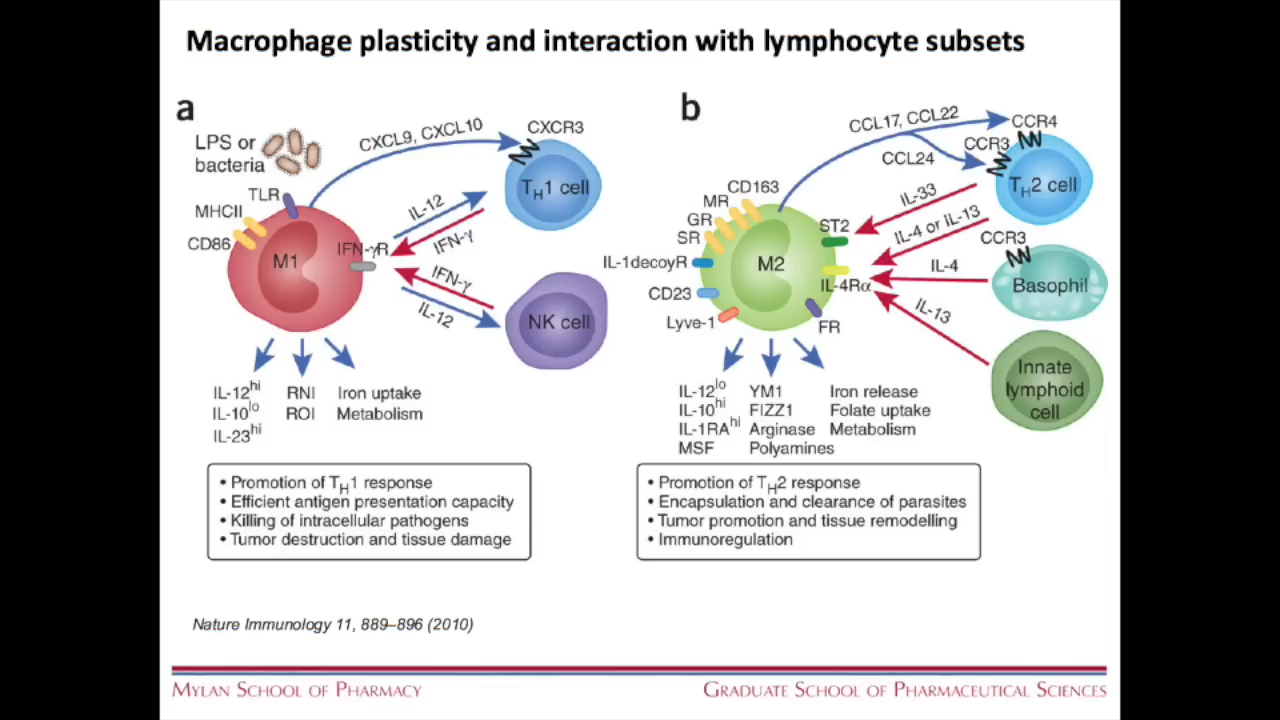 Macrophage plasticity and interaction with lymphocyte subsets
a
LPS or
bacteria
CXCL9, CXCL10
CXCR3
TLR
MHCII
CD86
M1
IFN-γR
IL-12
IFN-γ
TH1 cell
IFN-γ
IL-12
NK cell
IL-12hi
IL-10lo
IL-23hi
RNI
ROI
Iron uptake
Metabolism
• Promotion of TH1 response
• Efficient antigen presentation capacity
• Killing of intracellular pathogens
• Tumor destruction and tissue damage
b
CCL17, CCL22
CCL24
CCR4
CCR3
TH2 cell
CD163
MR
GR
SR
IL-1decoyR
CD23
Lyve-1
M2
ST2
IL-4Rα
FR
IL-33
IL-4 or IL-13
CCR3
IL-4
Basophil
IL-13
Innate
lymphoid
cell
IL-12lo
IL-10hi
IL-1RAhi
MSF
YM1
FIZZ1
Arginase
Polyamines
Iron release
Folate uptake
Metabolism
• Promotion of TH2 response
• Encapsulation and clearance of parasites
• Tumor promotion and tissue remodelling
• Immunoregulation
Nature Immunology 11, 889–896 (2010)
Mylan School of Pharmacy
Graduate School of Pharmaceutical Sciences